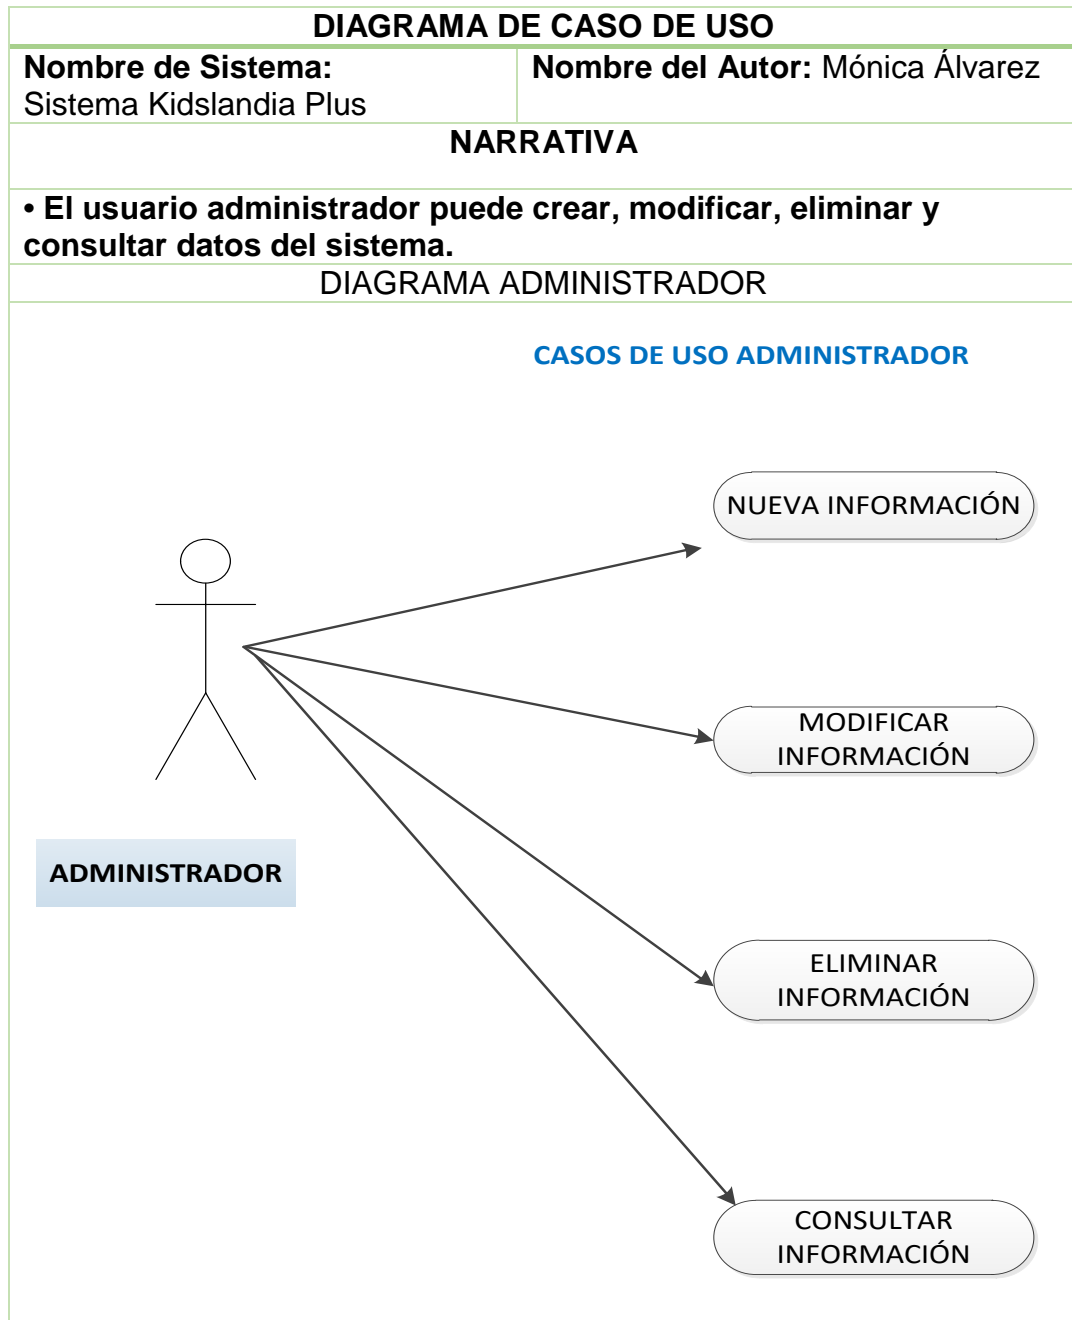 DIAGRAMA DE CASO DE USO
Nombre de Sistema:
Sistema Kidslandia Plus
Nombre del Autor: Mónica Álvarez
NARRATIVA
• El usuario administrador puede crear, modificar, eliminar y
consultar datos del sistema.
DIAGRAMA ADMINISTRADOR
CASOS DE USO ADMINISTRADOR
NUEVA INFORMACIÓN
MODIFICAR
INFORMACIÓN
ADMINISTRADOR
ELIMINAR
INFORMACIÓN
CONSULTAR
INFORMACIÓN